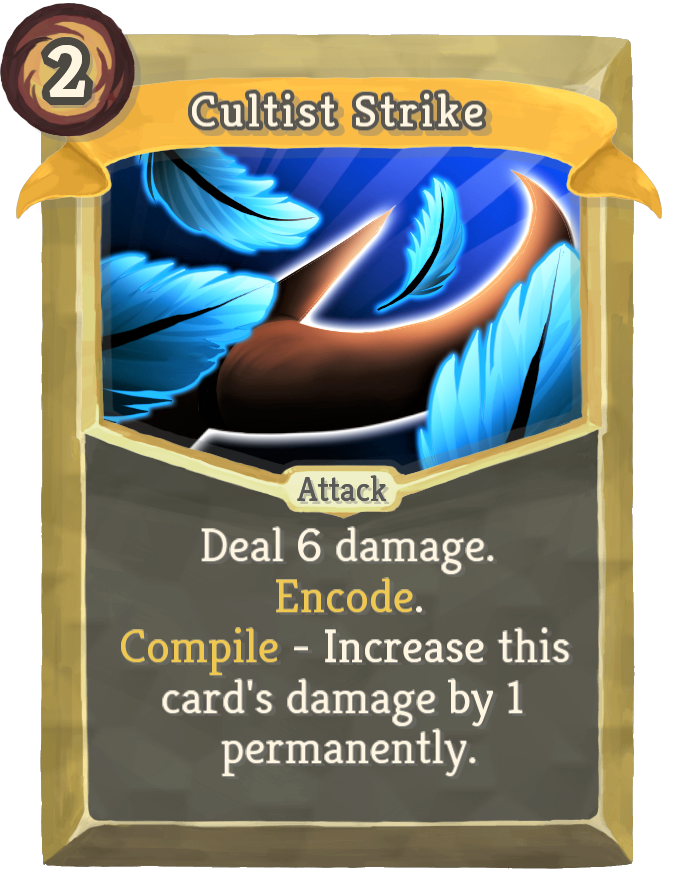 2
Cultist Strike
Attack
Deal 6 damage.
Encode.
Compile - Increase this
card's damage by 1
permanently.